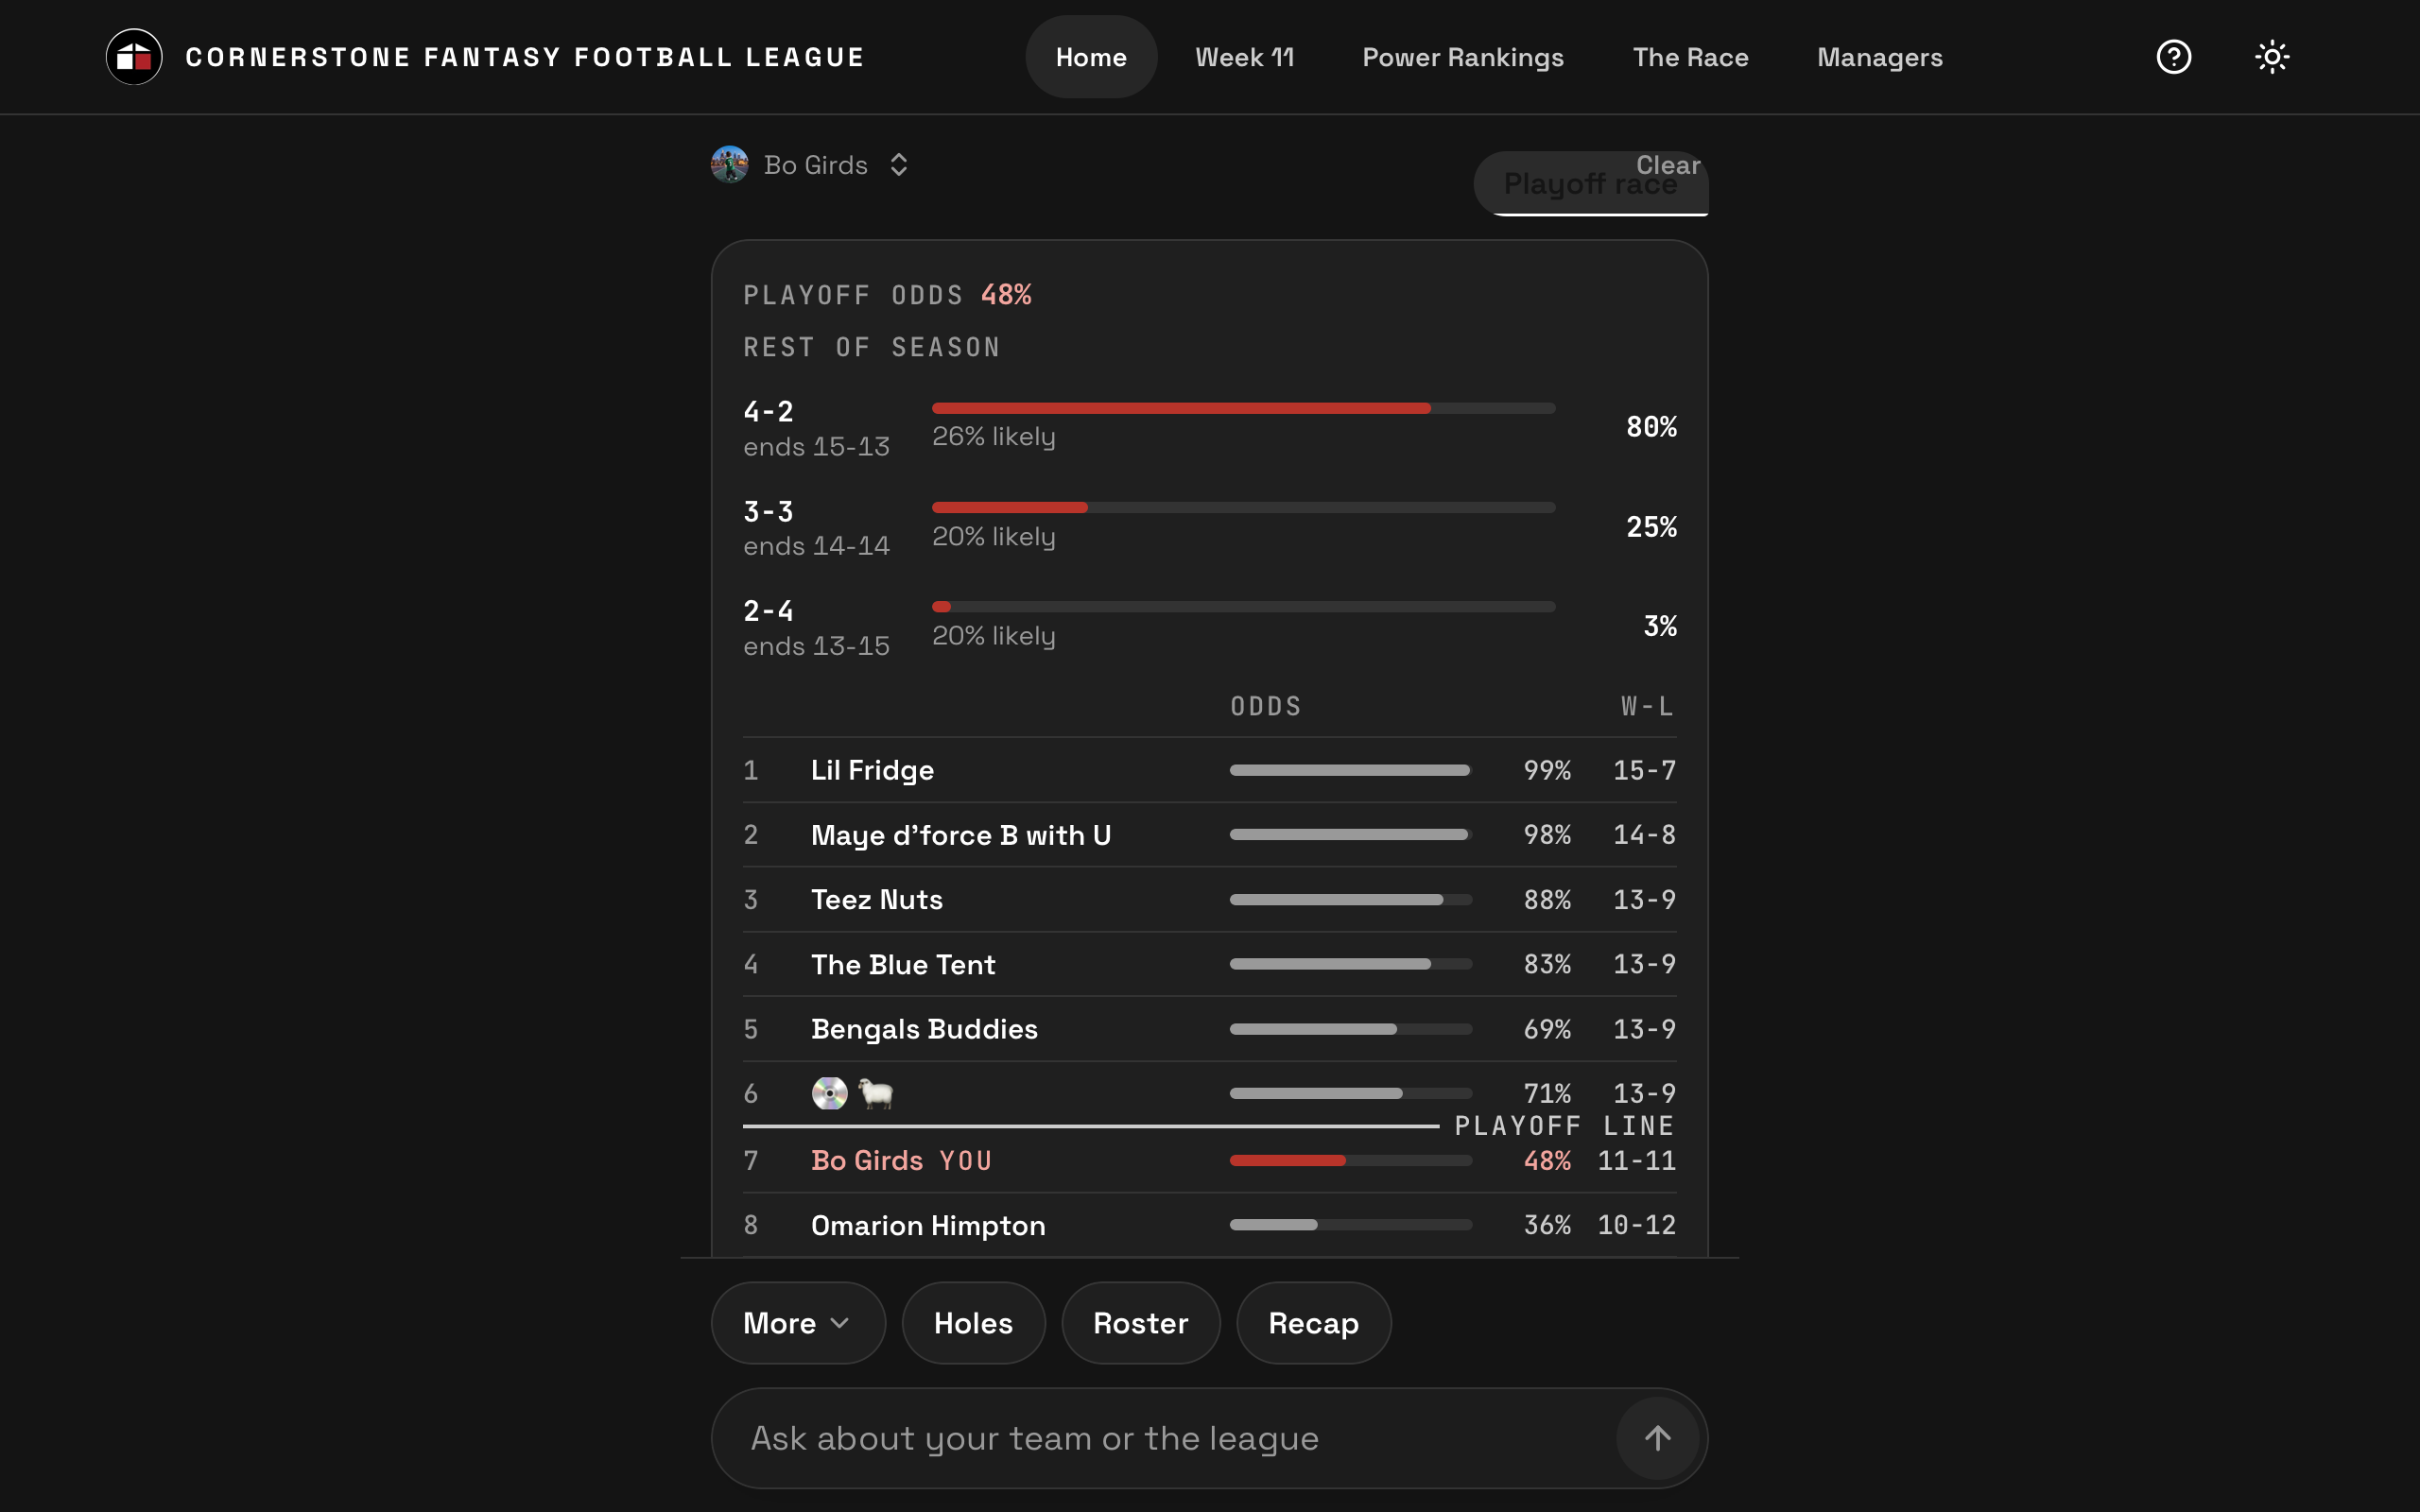 CORNERSTONE FANTASY FOOTBALL LEAGUE
Home Week 11 Power Rankings The Race Managers
Bo Girds
Clear
Playoff race
PLAYOFF ODDS 48%
REST OF SEASON
4-2
ends 15-13
26% likely
80%
3-3
ends 14-14
20% likely
25%
2-4
ends 13-15
20% likely
3%
ODDS W-L
1 Lil Fridge 99% 15-7
2 Maye d'force B with U 98% 14-8
3 Teez Nuts 88% 13-9
4 The Blue Tent 83% 13-9
5 Bengals Buddies 69% 13-9
6 💿 🐑 71% 13-9
PLAYOFF LINE
7 Bo Girds YOU 48% 11-11
8 Omarion Himpton 36% 10-12
More Holes Roster Recap
Ask about your team or the league